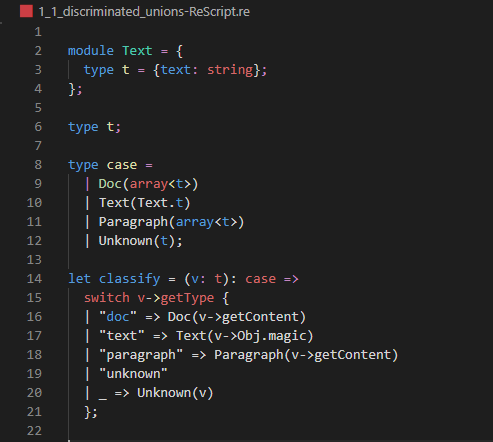 1_1_discriminated_unions-ReScript.re
1
2 module Text = {
3 type t = {text: string};
4 };
5
6 type t;
7
8 type case =
9 | Doc(array<t>)
10 | Text(Text.t)
11 | Paragraph(array<t>)
12 | Unknown(t);
13
14 let classify = (v: t): case =>
15 switch v->getType {
16 | "doc" => Doc(v->getContent)
17 | "text" => Text(v->Obj.magic)
18 | "paragraph" => Paragraph(v->getContent)
19 | "unknown"
20 | _ => Unknown(v)
21 };
22